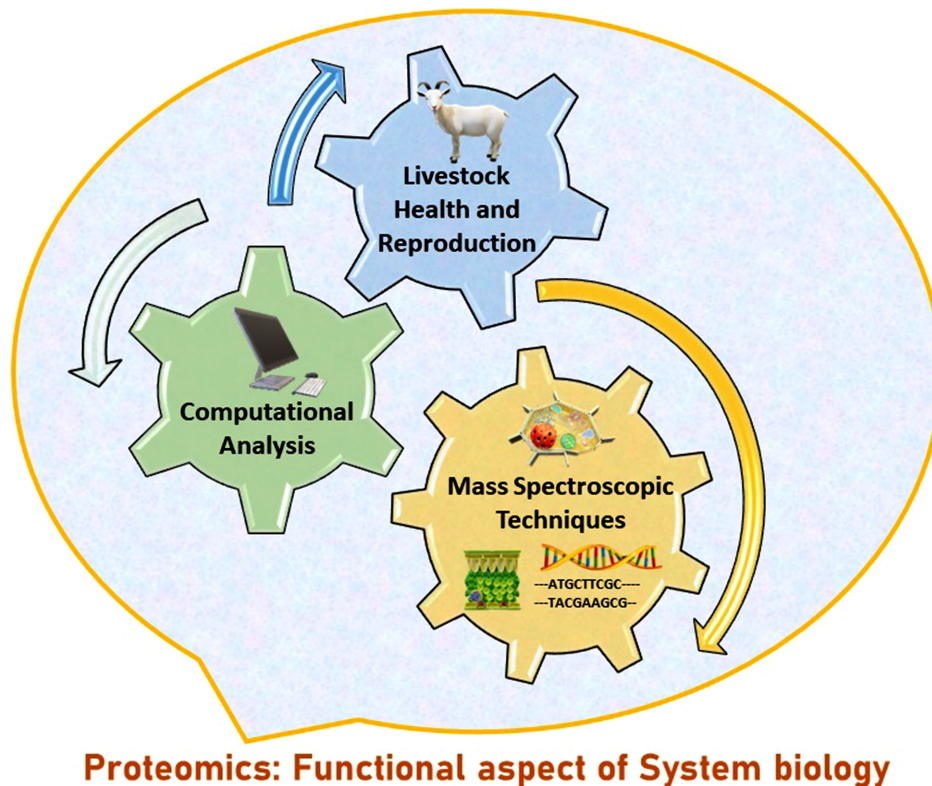 Livestock
Health and
Reproduction
Computational
Analysis
Mass Spectroscopic
Techniques
---ATGCTTCGC----
---TACGAAGCG--
Proteomics: Functional aspect of System biology